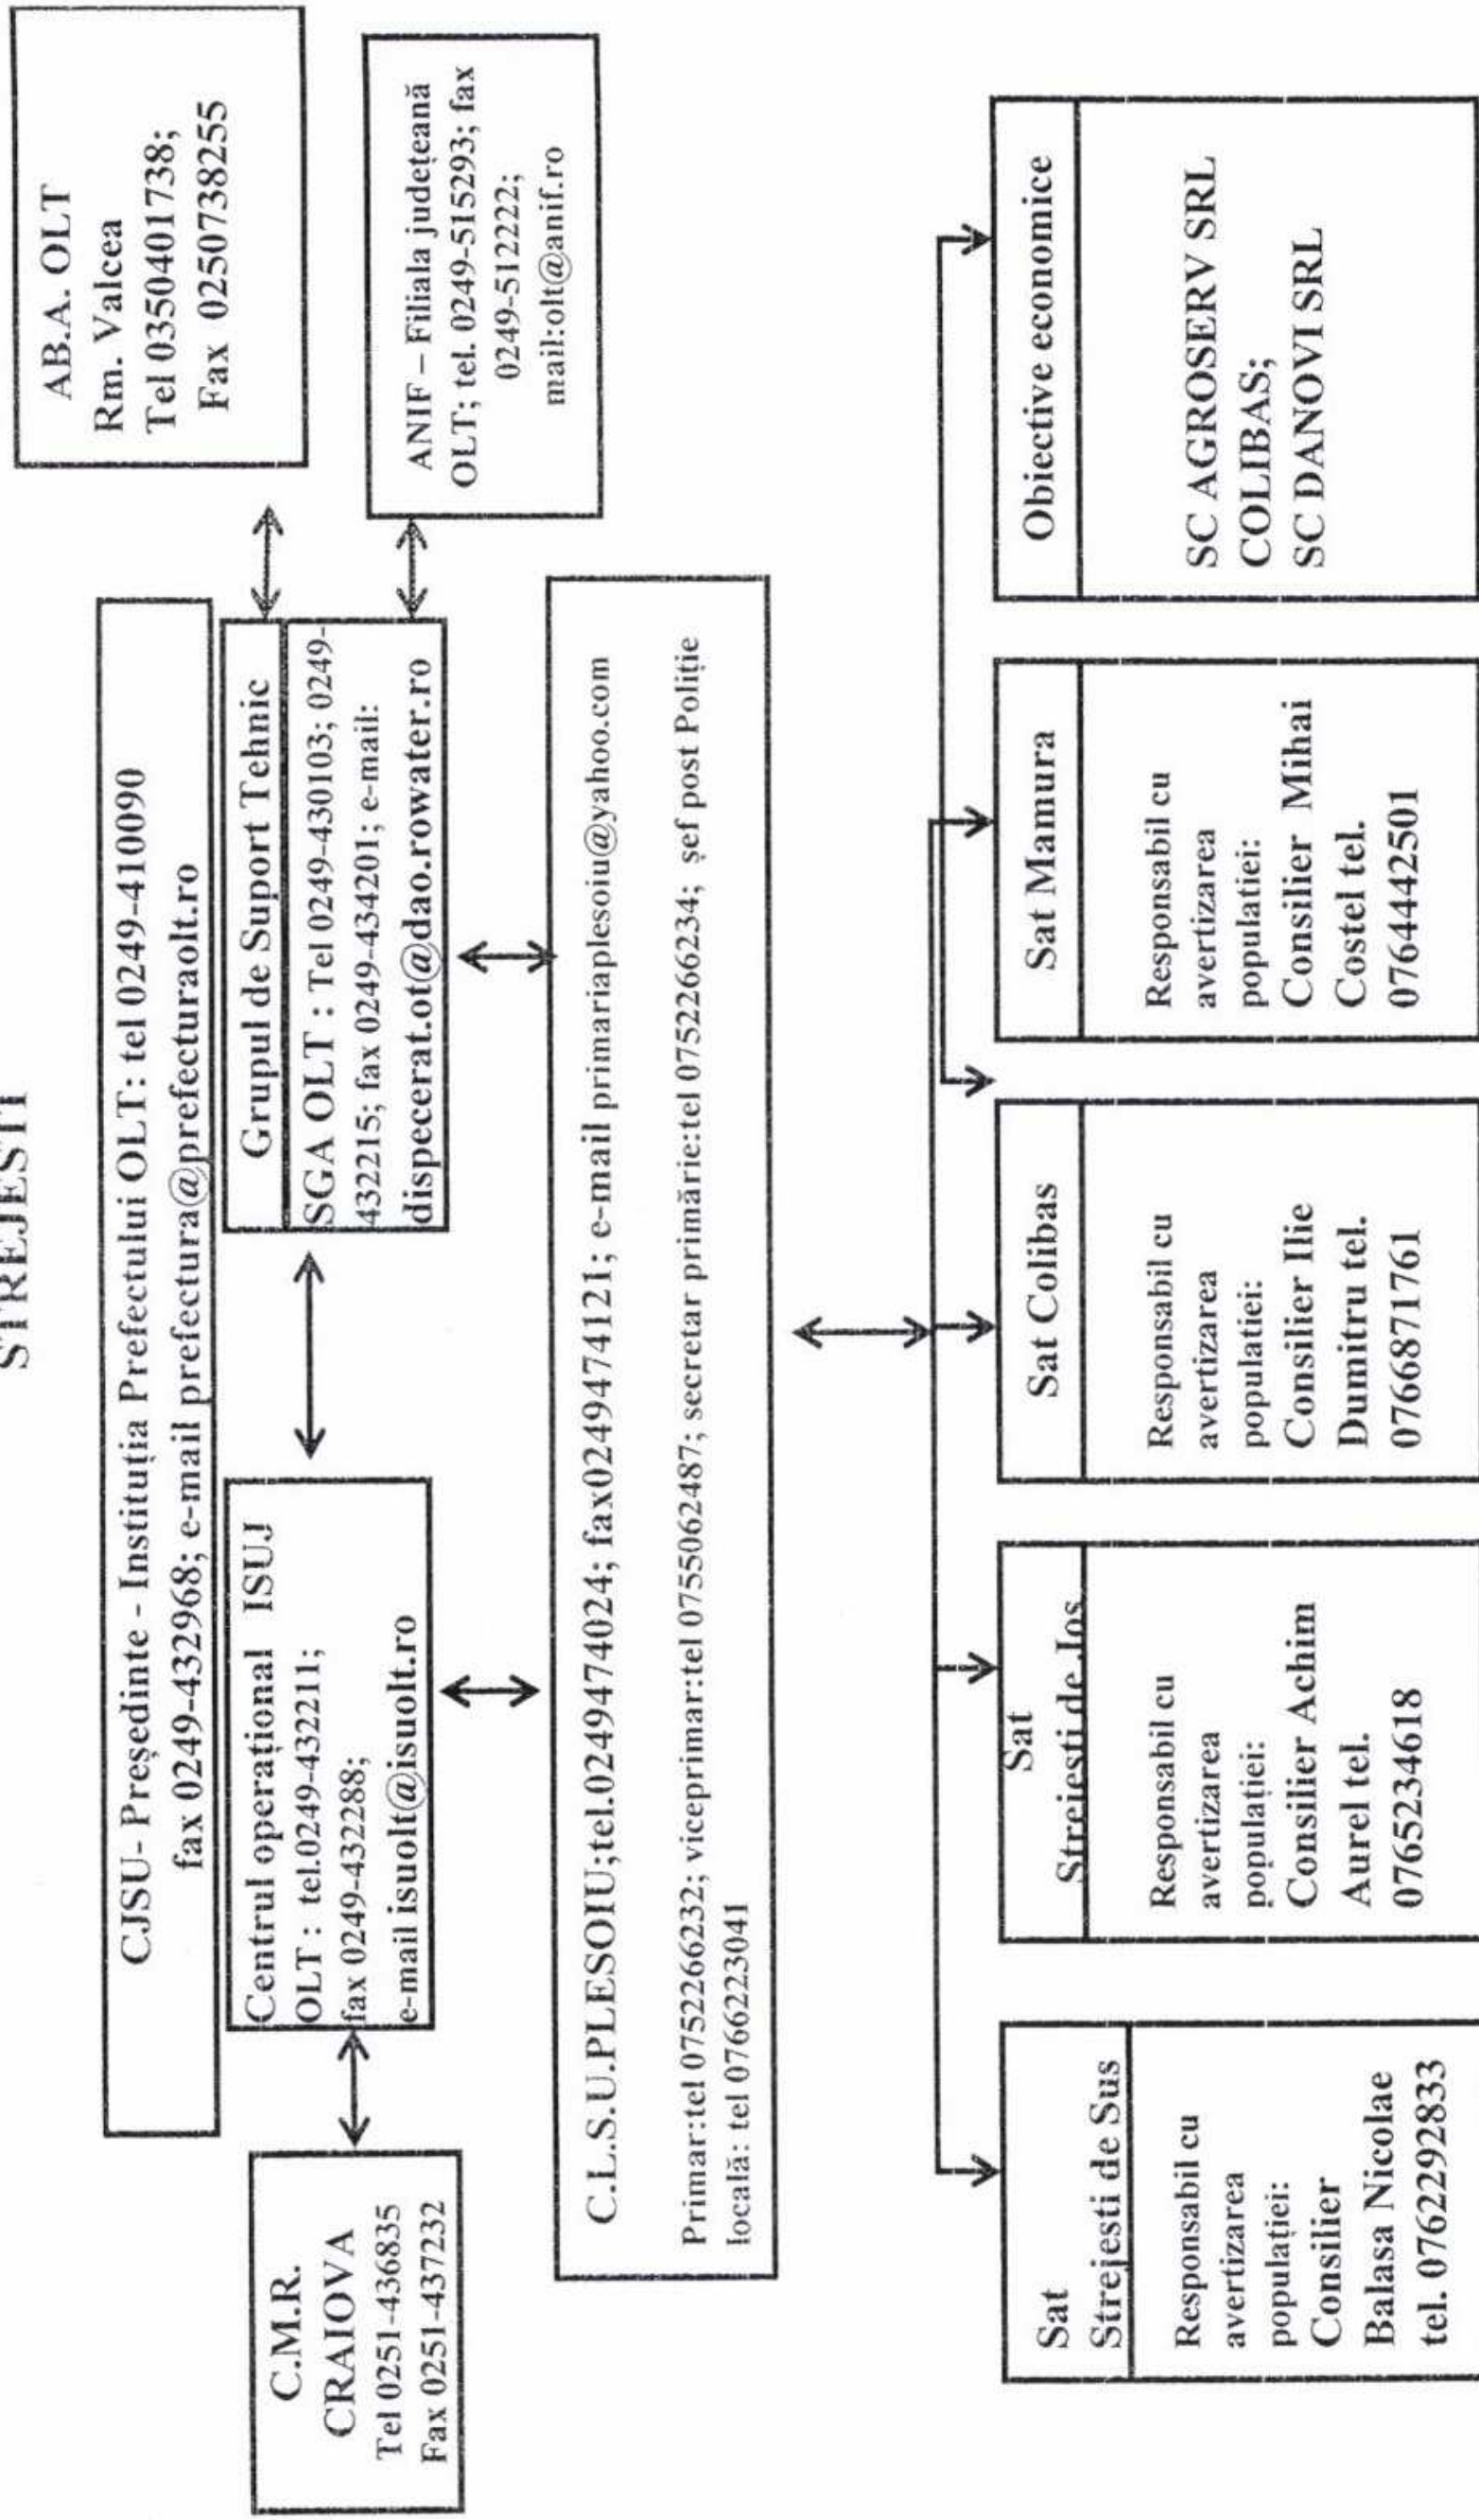 STREJESTI
CJSU- Președinte - Instituția Prefectului OLT: tel 0249-410090
fax 0249-432968; e-mail prefectura@prefecturaolt.ro
AB.A. OLT
Rm. Valcea
Tel 0350401738;
Fax 0250738255
C.M.R.
CRAIOVA
Tel 0251-436835
Fax 0251-437232
Centrul operațional ISUJ
OLT : tel.0249-432211;
fax 0249-432288;
e-mail isuolt@isuolt.ro
Grupul de Suport Tehnic
SGA OLT : Tel 0249-430103; 0249-
432215; fax 0249-434201; e-mail:
dispecerat.ot@dao.rowater.ro
ANIF – Filiala județeană
OLT; tel. 0249-515293; fax
0249-512222;
mail:olt@anif.ro
C.L.S.U.PLESOIU;tel.0249474024; fax0249474121; e-mail primariaplesoiu@yahoo.com
Primar:tel 0752266232; viceprimar:tel 0755062487; secretar primărie:tel 0752266234; șef post Poliție
locală: tel 0766223041
Sat
Strejesti de Sus
Responsabil cu
avertizarea
populației:
Consilier
Balasa Nicolae
tel. 0762292833
Sat
Strejesti de Jos
Responsabil cu
avertizarea
populației:
Consilier Achim
Aurel tel.
0765234618
Sat Colibas
Responsabil cu
avertizarea
populatiei:
Consilier Ilie
Dumitru tel.
0766871761
Sat Mamura
Responsabil cu
avertizarea
populatiei:
Consilier Mihai
Costel tel.
0764442501
Obiective economice
SC AGROSERV SRL
COLIBAS;
SC DANOVI SRL